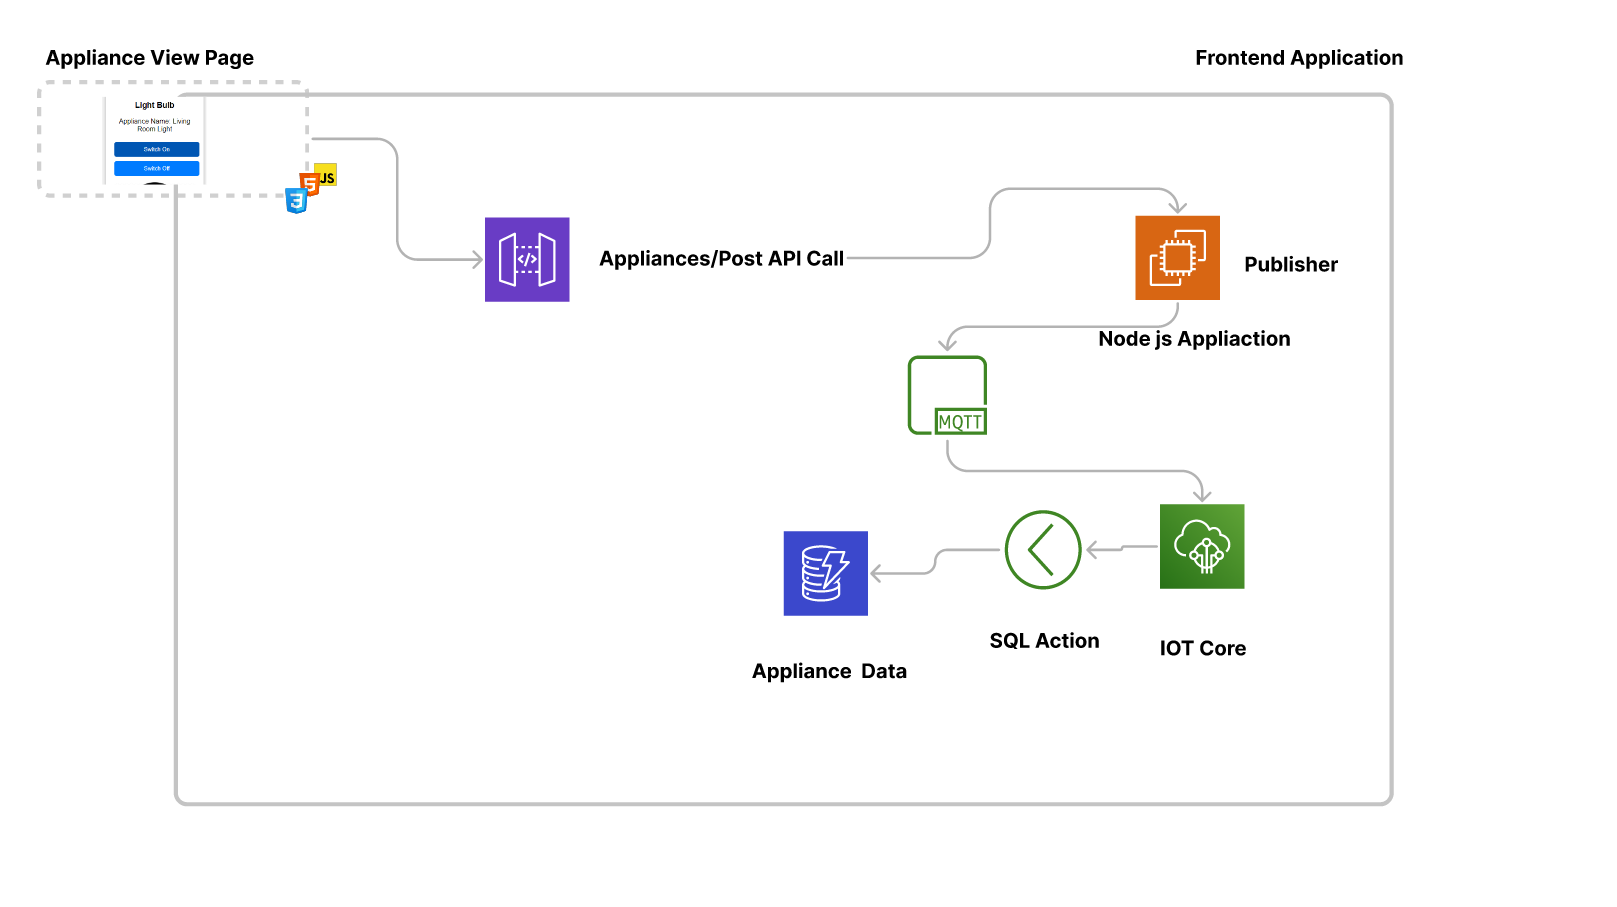 Appliance View Page
Frontend Application
Light Bulb
Appliance Name: Living
Room Light
Switch On
Switch Off
JS
5
3
</>
Appliances/Post API Call
Publisher
Node js Appliaction
MQTT
SQL Action
IOT Core
Appliance  Data